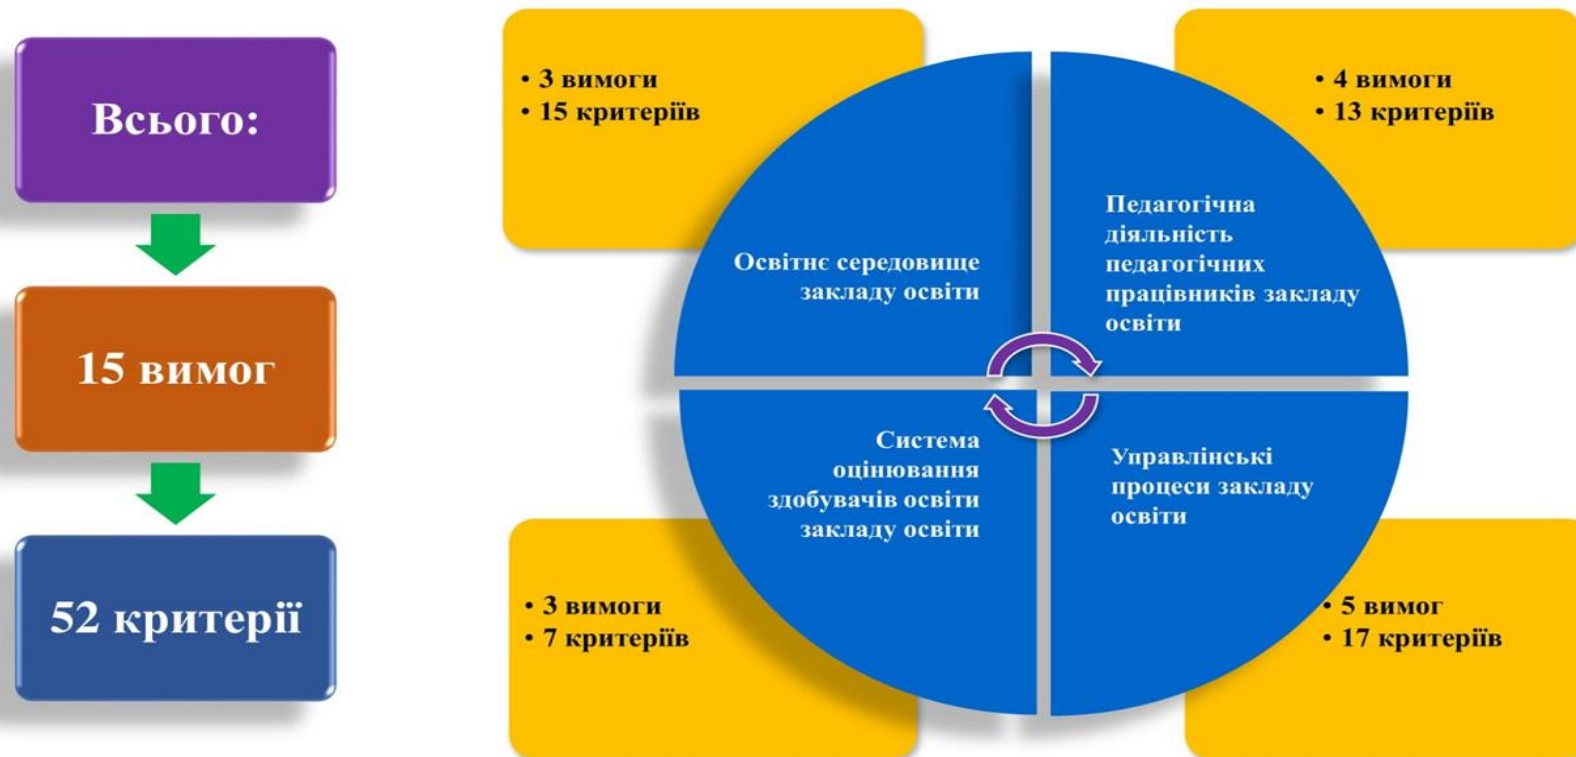 Всього:
15 вимог
52 критерії
• 3 вимоги
• 15 критеріїв
Освітнє середовище
закладу освіти
• 4 вимоги
• 13 критеріїв
Педагогічна
діяльність
педагогічних
працівників закладу
освіти
Система
оцінювання
здобувачів освіти
закладу освіти
• 3 вимоги
• 7 критеріїв
Управлінські
процеси закладу
освіти
• 5 вимог
• 17 критеріїв